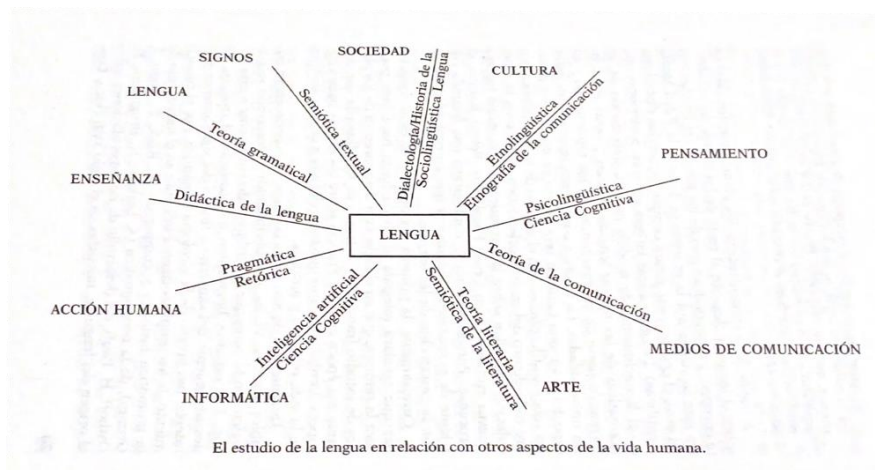 SOCIEDAD
SIGNOS
CULTURA
LENGUA
Semiótica textual
Dialectología/Historia de la
Sociolingüística Lengua
Etnolingüística
Etnografía de la comunicación
Teoría gramatical
PENSAMIENTO
ENSEÑANZA
Didáctica de la lengua
Psicolingüística
Ciencia Cognitiva
LENGUA
Pragmática
Retórica
Teoría de la comunicación
ACCIÓN HUMANA
Inteligencia artificial
Ciencia Cognitiva
Teoría literaria
Semiótica de la literatura
MEDIOS DE COMUNICACIÓN
INFORMÁTICA
ARTE
El estudio de la lengua en relación con otros aspectos de la vida humana.